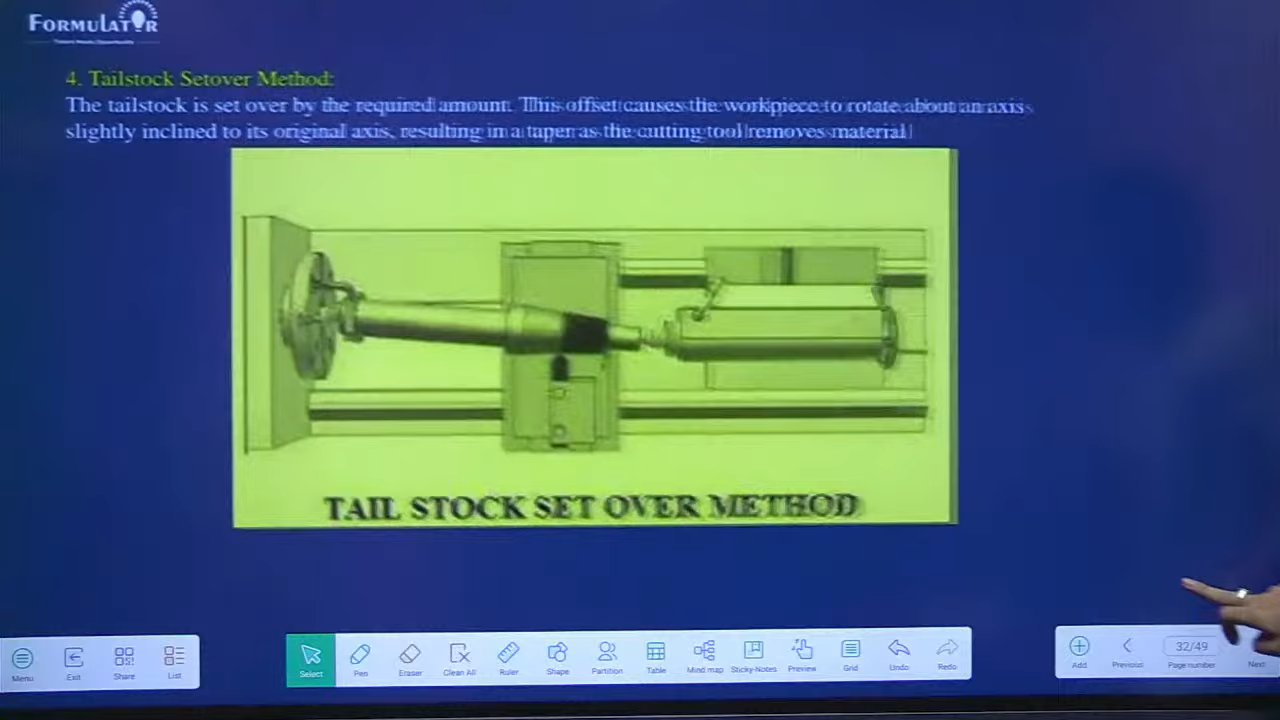 FORMULATOR
4. Tailstock Setover Method:
The tailstock is set over by the required amount. This offset causes the workpiece to rotate about an axis
slightly inclined to its original axis, resulting in a taper as the cutting tool removes material
TAIL STOCK SET OVER METHOD
Menu
Exit
Share
List
Select
Pen
Eraser
Clean All
Ruler
Shape
Partition
Table
Mind map
Sticky-Notes
Preview
Grid
Undo
Redo
Add
Previous
32/49
Page number
Next